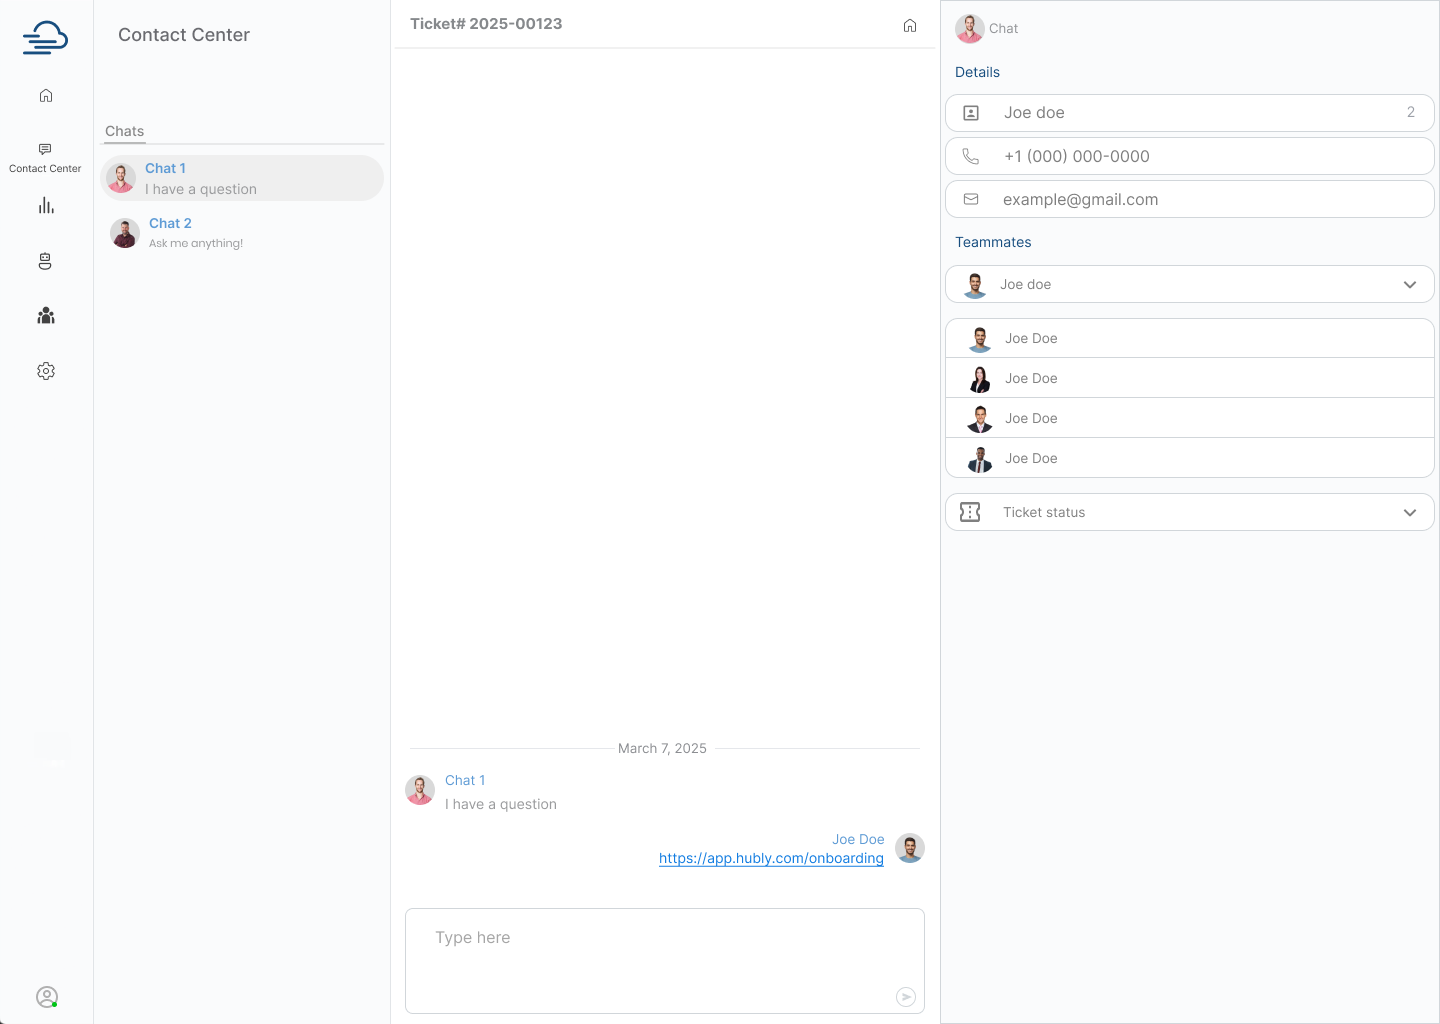 Contact Center
Contact Center
Chats
Chat 1
I have a question
Chat 2
Ask me anything!
Ticket# 2025-00123
March 7, 2025
Chat 1
I have a question
Joe Doe
https://app.hubly.com/onboarding
Type here
Chat
Details
Joe doe 2
+1 (000) 000-0000
example@gmail.com
Teammates
Joe doe
Joe Doe
Joe Doe
Joe Doe
Joe Doe
Ticket status